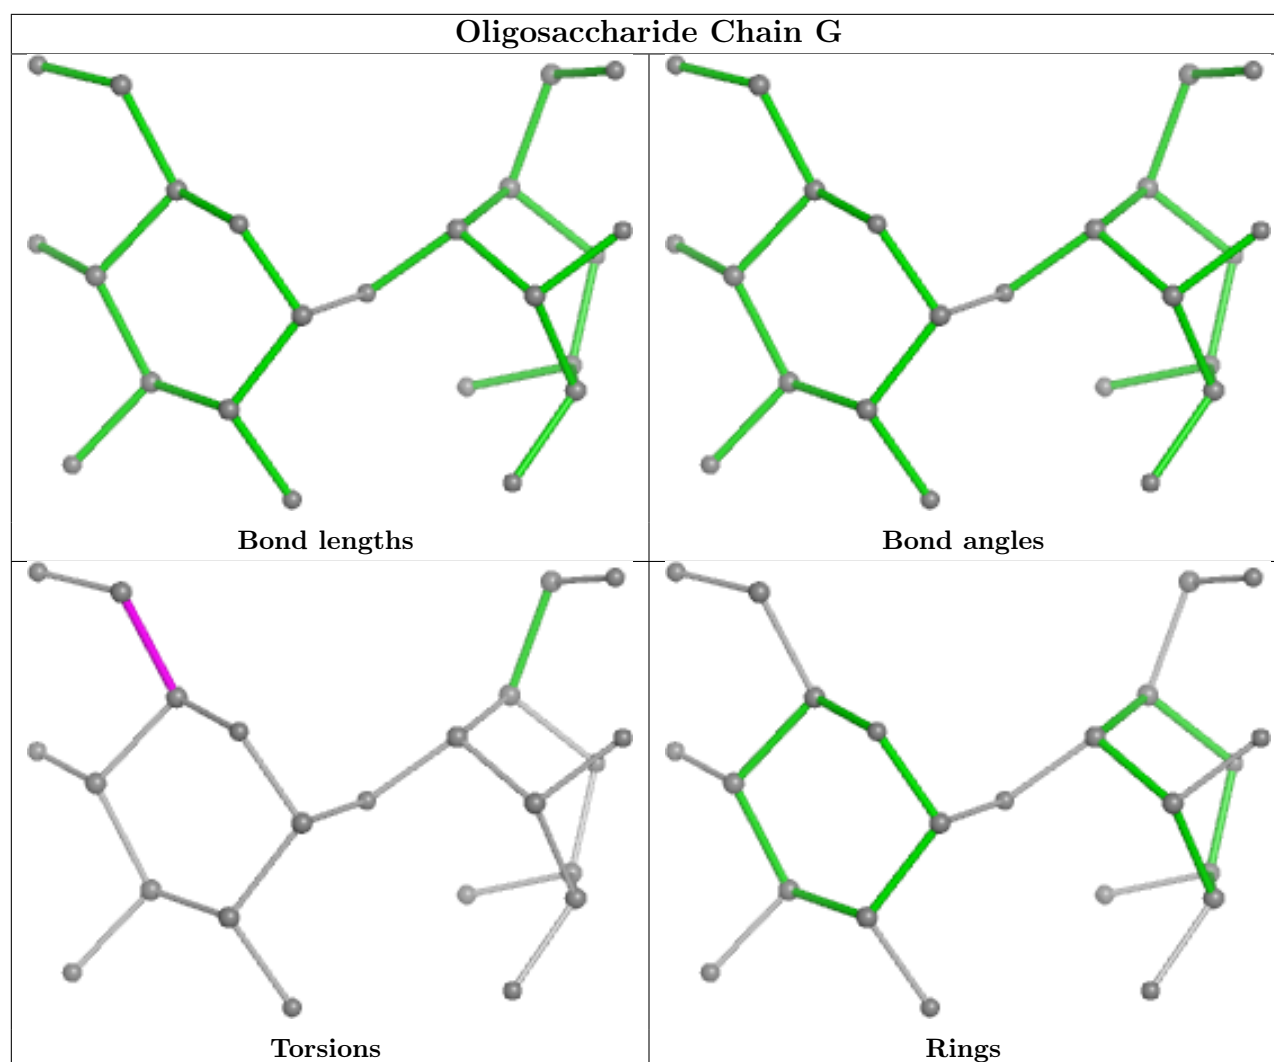 Oligosaccharide Chain G
Bond lengths
Bond angles
Torsions
Rings